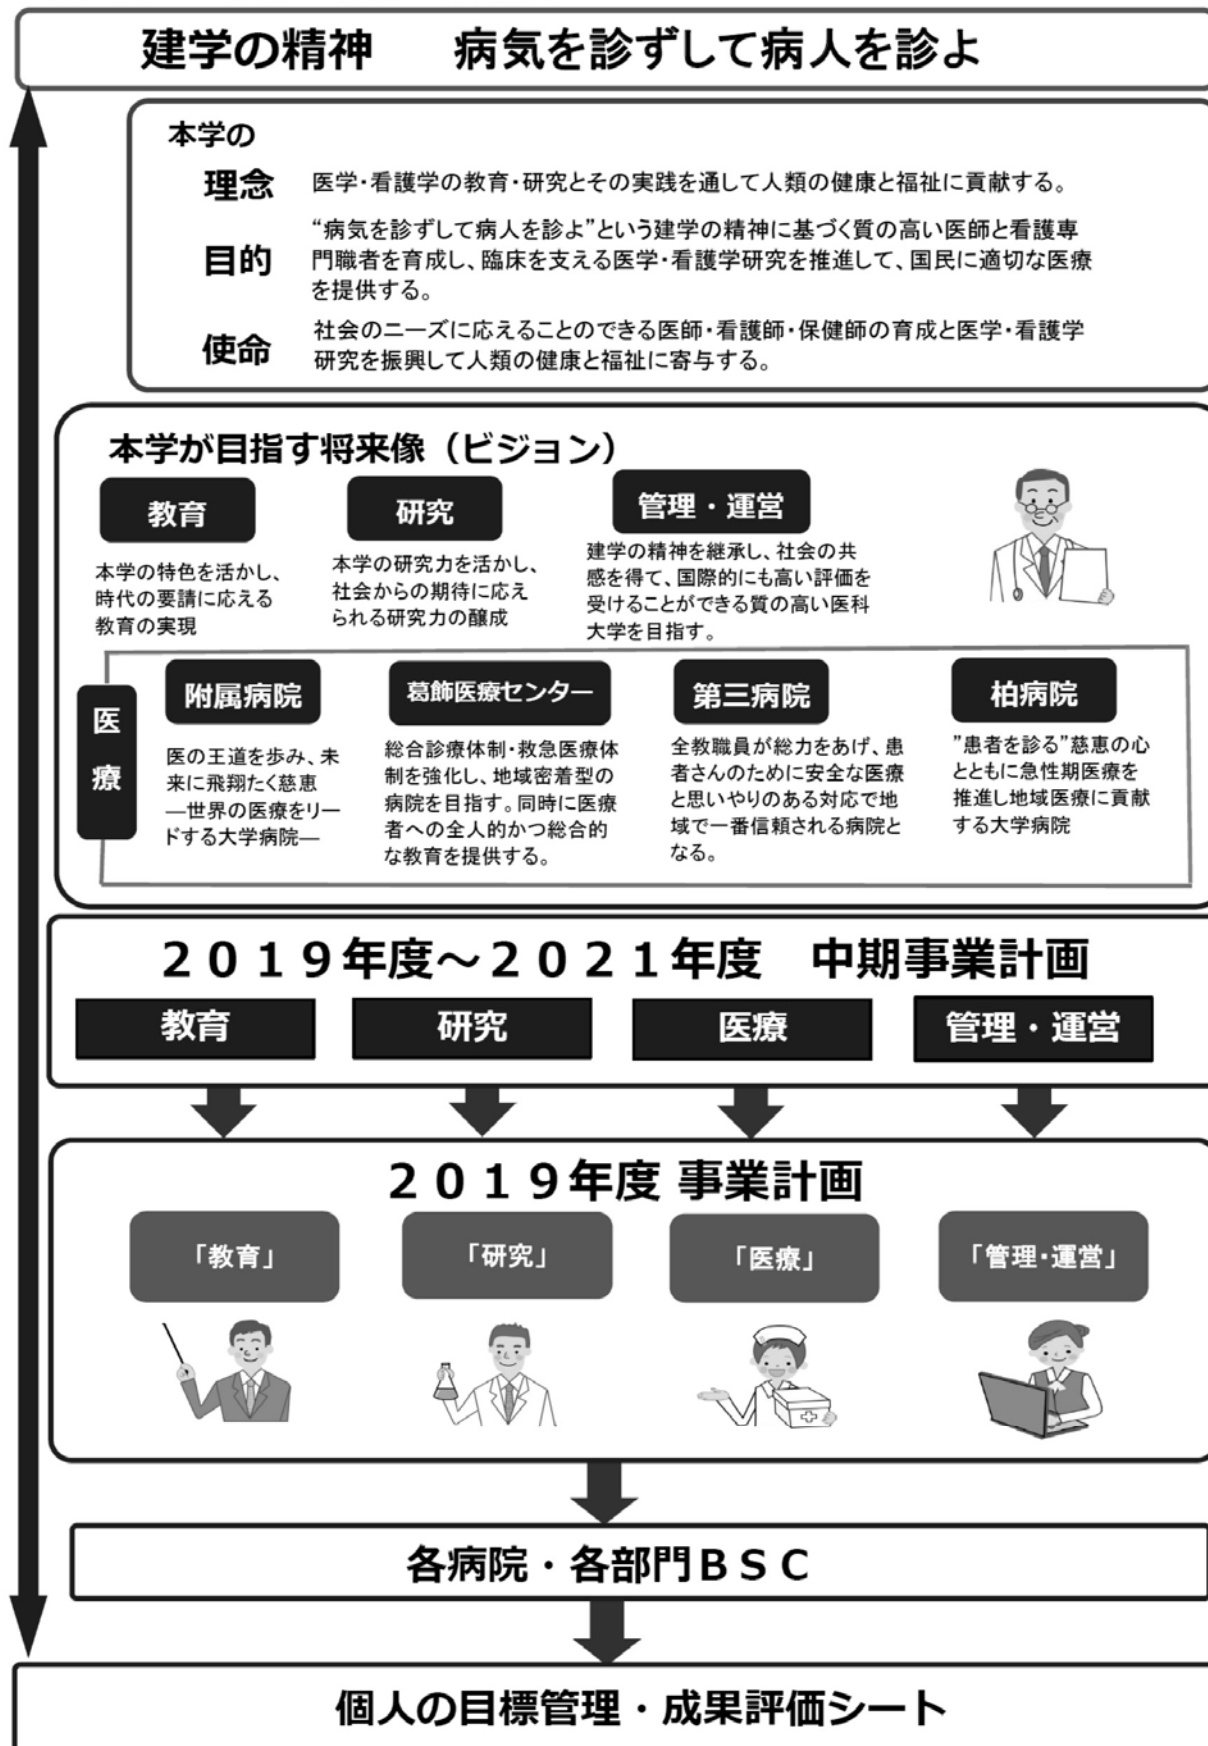 建学の精神　病気を診ずして病人を診よ
本学の
理念
医学・看護学の教育・研究とその実践を通して人類の健康と福祉に貢献する。
目的
“病気を診ずして病人を診よ”という建学の精神に基づく質の高い医師と看護専
門職者を育成し、臨床を支える医学・看護学研究を推進して、国民に適切な医療
を提供する。
使命
社会のニーズに応えることのできる医師・看護師・保健師の育成と医学・看護学
研究を振興して人類の健康と福祉に寄与する。
本学が目指す将来像（ビジョン）
教育
本学の特色を活かし、
時代の要請に応える
教育の実現
研究
本学の研究力を活かし、
社会からの期待に応え
られる研究力の醸成
管理・運営
建学の精神を継承し、社会の共
感を得て、国際的にも高い評価を
受けることができる質の高い医科
大学を目指す。
医療
附属病院
医の王道を歩み、未
来に飛翔たく慈恵
―世界の医療をリー
ドする大学病院―
葛飾医療センター
総合診療体制・救急医療体
制を強化し、地域密着型の
病院を目指す。同時に医療
者への全人的かつ総合的
な教育を提供する。
第三病院
全教職員が総力をあげ、患
者さんのために安全な医療
と思いやりのある対応で地
域で一番信頼される病院と
なる。
柏病院
”患者を診る”慈恵の心
とともに急性期医療を
推進し地域医療に貢献
する大学病院
２０１９年度～２０２１年度　中期事業計画
教育
研究
医療
管理・運営
２０１９年度 事業計画
「教育」
「研究」
「医療」
「管理・運営」
各病院・各部門ＢＳＣ
個人の目標管理・成果評価シート